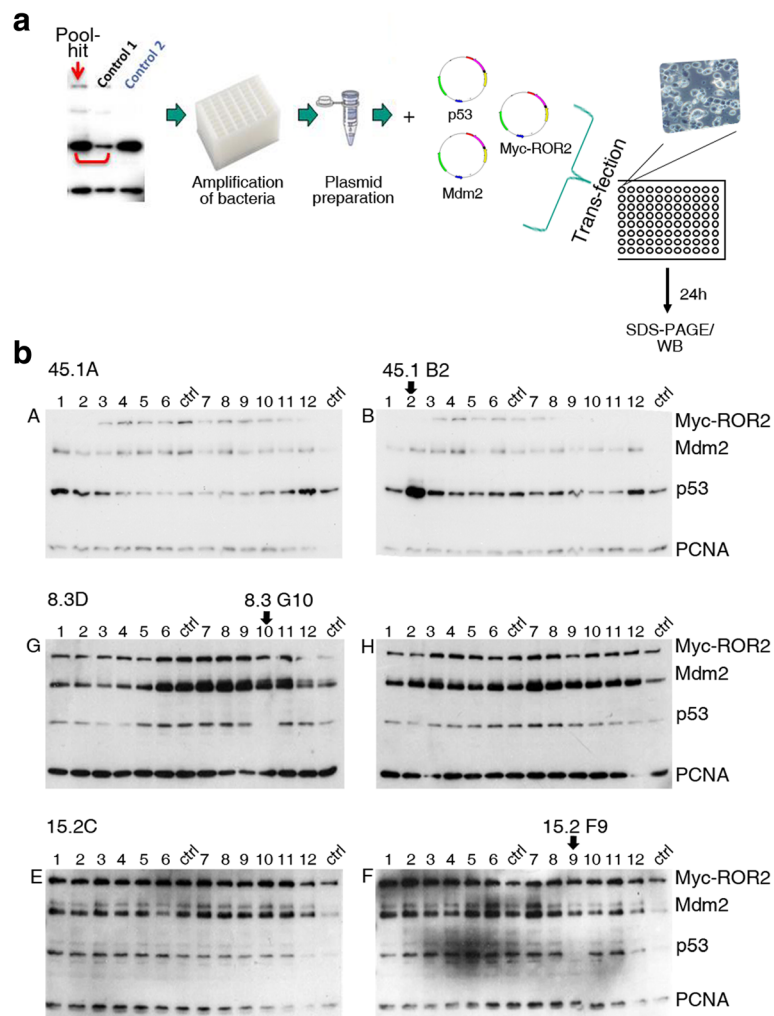 a
Pool-
hit
Control 1
Control 2
Amplification
of bacteria
Plasmid
preparation
+
p53
Myc-ROR2
Mdm2
Trans-fection
24h
SDS-PAGE/
WB
b
45.1A
1 2 3 4 5 6 ctrl 7 8 9 10 11 12 ctrl
A
45.1 B2
1 2 3 4 5 6 ctrl 7 8 9 10 11 12 ctrl
B
Myc-ROR2
Mdm2
p53
PCNA
8.3D
8.3 G10
1 2 3 4 5 6 ctrl 7 8 9 10 11 12 ctrl
G
1 2 3 4 5 6 ctrl 7 8 9 10 11 12 ctrl
H
Myc-ROR2
Mdm2
p53
PCNA
15.2C
1 2 3 4 5 6 ctrl 7 8 9 10 11 12 ctrl
E
15.2 F9
1 2 3 4 5 6 ctrl 7 8 9 10 11 12 ctrl
F
Myc-ROR2
Mdm2
p53
PCNA